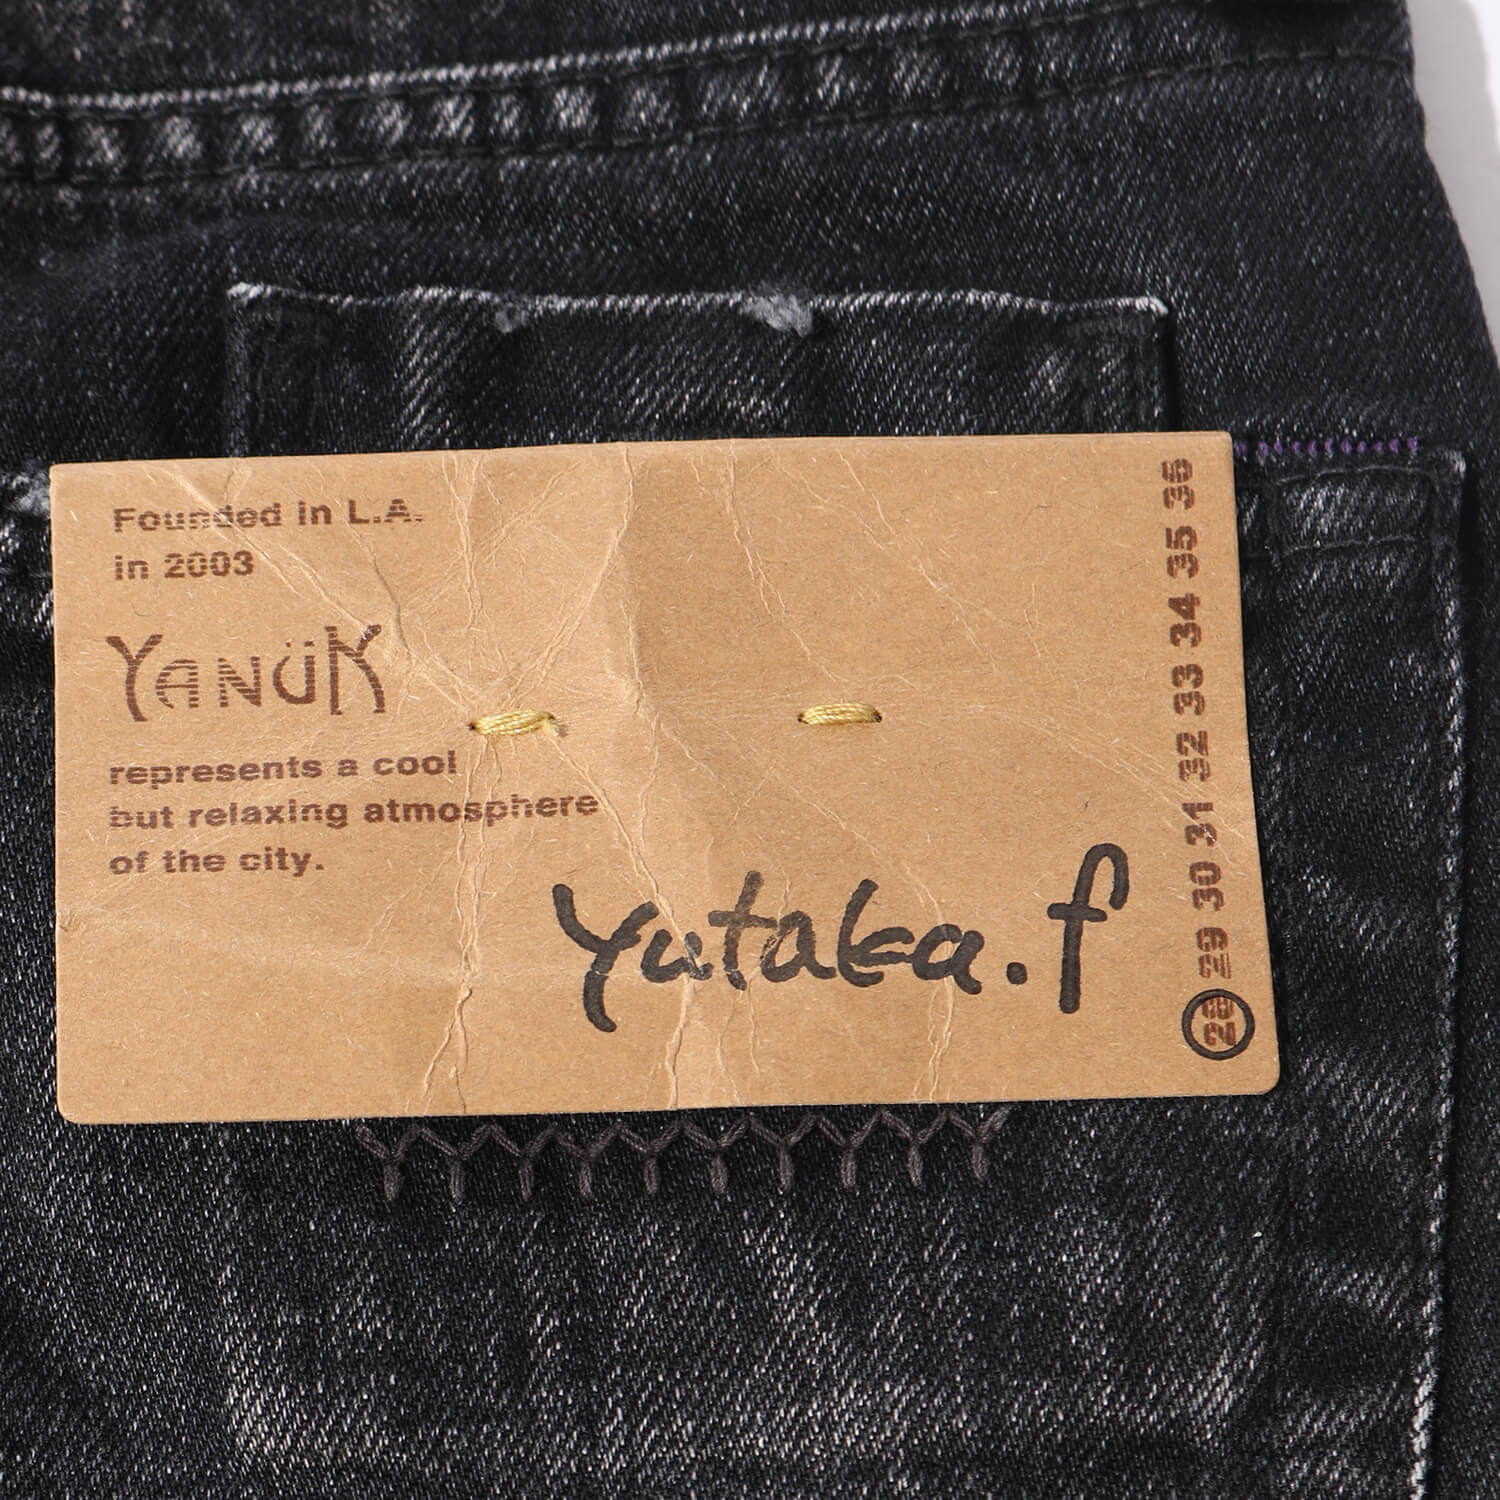 Founded in L.A.
in 2003
YANÜK
represents a cool
but relaxing atmosphere
of the city.
yutaka.f
28 29 30 31 32 33 34 35 36